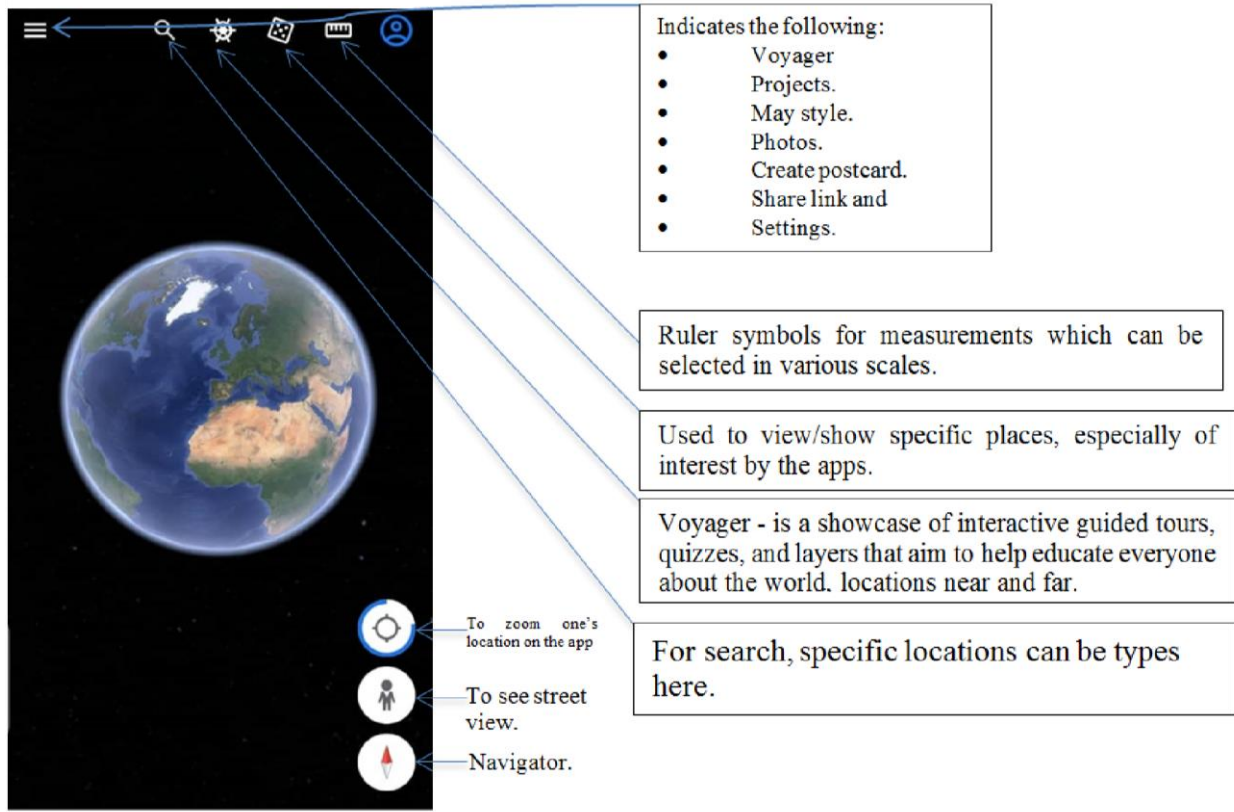 Indicates the following:
• Voyager
• Projects.
• May style.
• Photos.
• Create postcard.
• Share link and
• Settings.
Ruler symbols for measurements which can be
selected in various scales.
Used to view/show specific places, especially of
interest by the apps.
Voyager - is a showcase of interactive guided tours,
quizzes, and layers that aim to help educate everyone
about the world, locations near and far.
For search, specific locations can be types
here.
To zoom one's
location on the app
To see street
view.
Navigator.